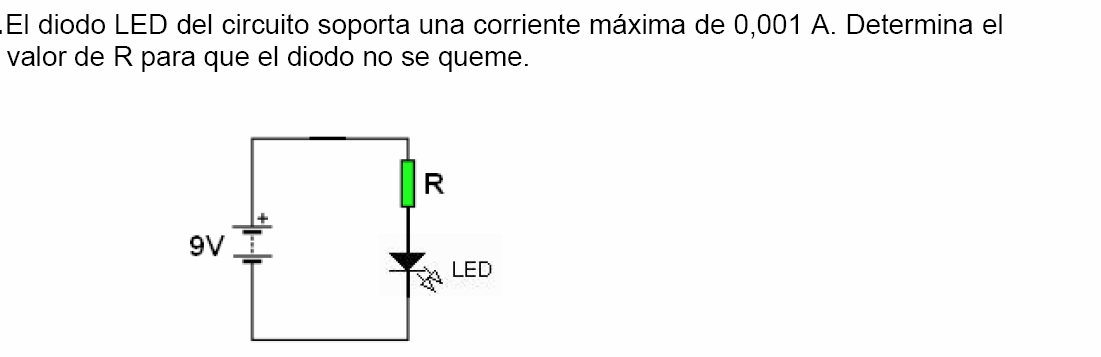 .El diodo LED del circuito soporta una corriente máxima de 0,001 A. Determina el
valor de R para que el diodo no se queme.
R
+
9V
LED